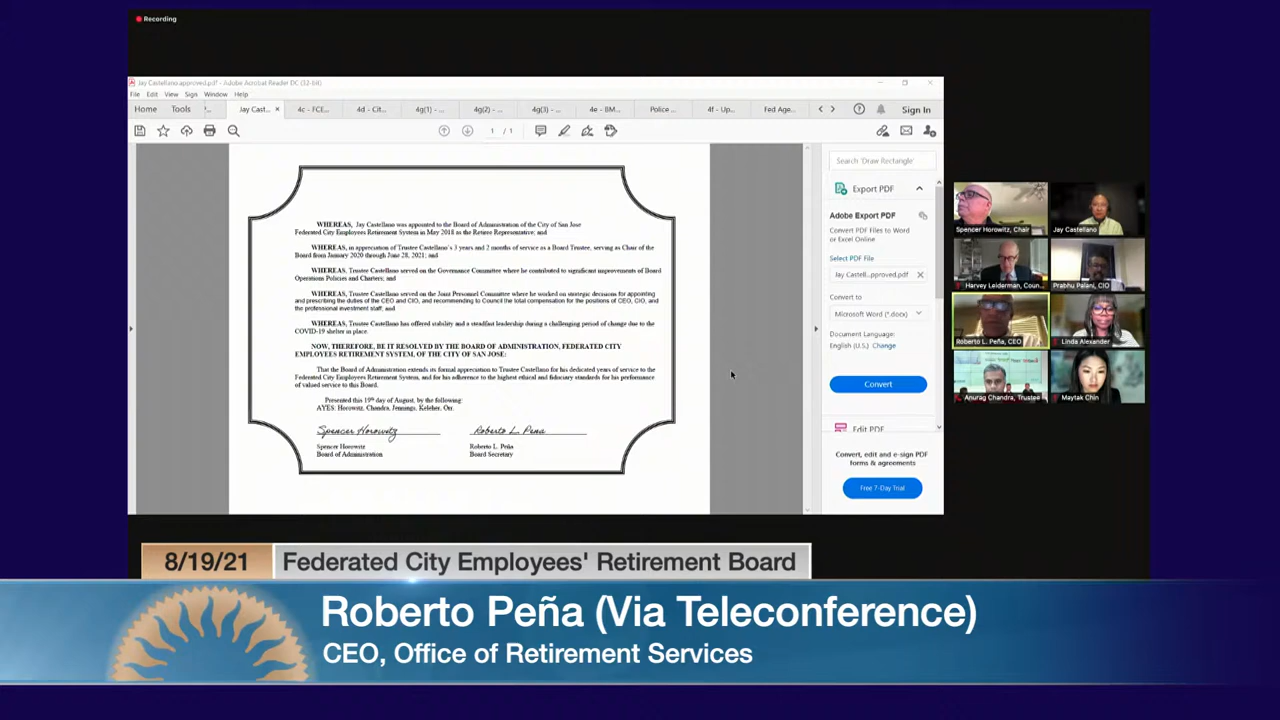 Recording
Jay Castellano approved.pdf - Adobe Acrobat Reader DC (32-bit)
File Edit View Sign Window Help
Home Tools Jay Cast... × 4c - FCE... 4d - Cit... 4g(1) - ... 4g(2) - ... 4g(3) - ... 4e - BM... Police ... 4f - Up... Fed Age... Sign In
1 / 1
WHEREAS, Jay Castellano was appointed to the Board of Administration of the City of San Jose
Federated City Employees Retirement System in May 2018 as the Retiree Representative; and
WHEREAS, in appreciation of Trustee Castellano's 3 years and 2 months of service as a Board Trustee, serving as Chair of the
Board from January 2020 through June 28, 2021; and
WHEREAS, Trustee Castellano served on the Governance Committee where he contributed to significant improvements of Board
Operations Policies and Charters; and
WHEREAS, Trustee Castellano served on the Joint Personnel Committee where he worked on strategic decisions for appointing
and prescribing the duties of the CEO and CIO, and recommending to Council the total compensation for the positions of CEO, CIO, and
the professional investment staff, and
WHEREAS, Trustee Castellano has offered stability and a steadfast leadership during a challenging period of change due to the
COVID-19 shelter in place.
NOW, THEREFORE, BE IT RESOLVED BY THE BOARD OF ADMINISTRATION, FEDERATED CITY
EMPLOYEES RETIREMENT SYSTEM, OF THE CITY OF SAN JOSE:
That the Board of Administration extends its formal appreciation to Trustee Castellano for his dedicated years of service to the
Federated City Employees Retirement System, and for his adherence to the highest ethical and fiduciary standards for his performance
of valued service to this Board.
Presented this 19th day of August, by the following:
AYES: Horowitz, Chandra, Jennings, Keleher, Orr.
Spencer Horowitz Roberto L. Peña
Spencer Horowitz Roberto L. Peña
Board of Administration Board Secretary
Search 'Draw Rectangle'
Export PDF
Adobe Export PDF
Convert PDF Files to Word
or Excel Online
Select PDF File
Jay Castell...pproved.pdf ×
Convert to
Microsoft Word (*.docx)
Document Language:
English (U.S.) Change
Convert
Edit PDF
Convert, edit and e-sign PDF
forms & agreements
Free 7-Day Trial
Spencer Horowitz, Chair Jay Castellano
Harvey Leiderman, Coun... Prabhu Palani, CIO
Roberto L. Peña, CEO Linda Alexander
Anurag Chandra, Trustee Maytak Chin
8/19/21 Federated City Employees' Retirement Board
Roberto Peña (Via Teleconference)
CEO, Office of Retirement Services